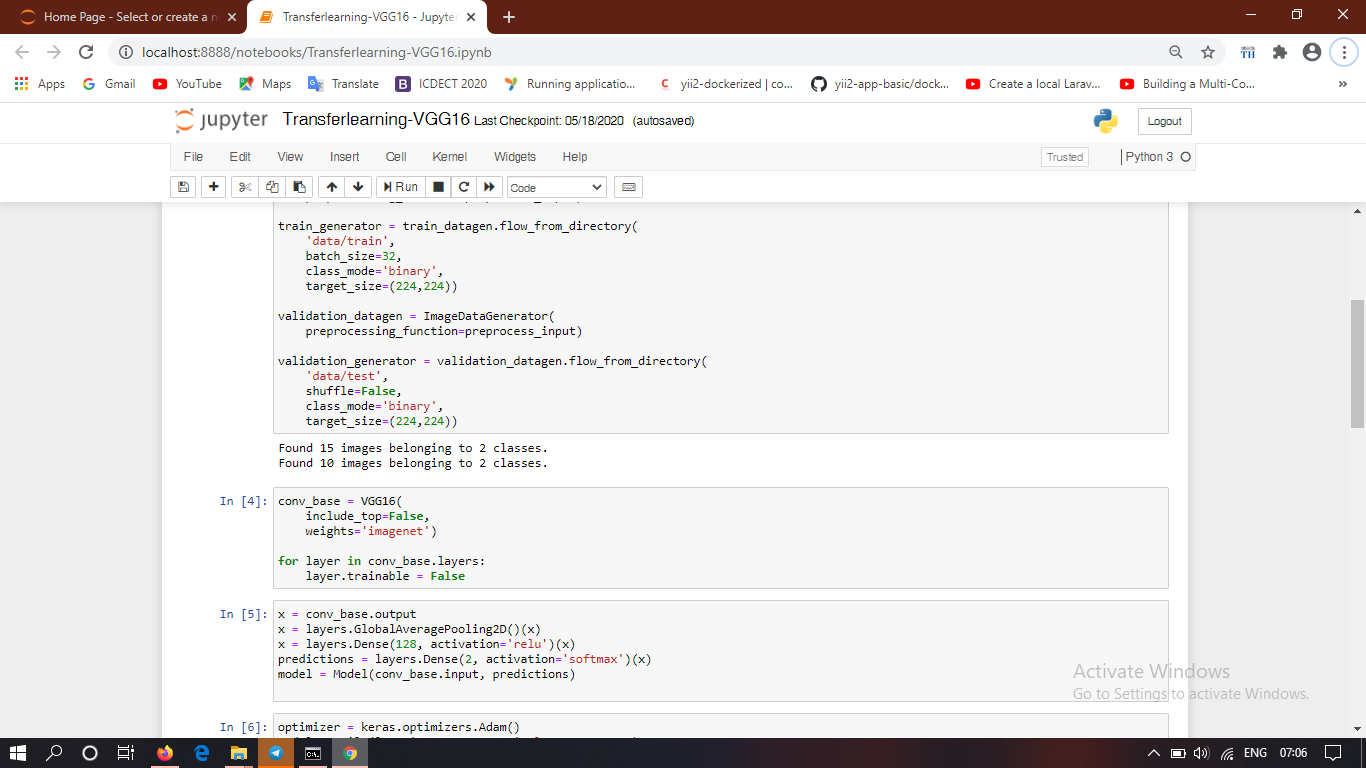 Home Page - Select or create a n
Transferlearning-VGG16 - Jupyter
localhost:8888/notebooks/Transferlearning-VGG16.ipynb
Apps
Gmail
YouTube
Maps
Translate
ICDECT 2020
Running applicatio...
yii2-dockerized | co...
yii2-app-basic/dock...
Create a local Larav...
Building a Multi-Co...
jupyter Transferlearning-VGG16 Last Checkpoint: 05/18/2020 (autosaved)
Logout
File Edit View Insert Cell Kernel Widgets Help
Trusted
Python 3
Run
Code
train_generator = train_datagen.flow_from_directory(
    'data/train',
    batch_size=32,
    class_mode='binary',
    target_size=(224,224))
validation_datagen = ImageDataGenerator(
    preprocessing_function=preprocess_input)
validation_generator = validation_datagen.flow_from_directory(
    'data/test',
    shuffle=False,
    class_mode='binary',
    target_size=(224,224))
Found 15 images belonging to 2 classes.
Found 10 images belonging to 2 classes.
In [4]: conv_base = VGG16(
    include_top=False,
    weights='imagenet')
for layer in conv_base.layers:
    layer.trainable = False
In [5]: x = conv_base.output
x = layers.GlobalAveragePooling2D()(x)
x = layers.Dense(128, activation='relu')(x)
predictions = layers.Dense(2, activation='softmax')(x)
model = Model(conv_base.input, predictions)
In [6]: optimizer = keras.optimizers.Adam()
Activate Windows
Go to Settings to activate Windows.
ENG 07:06